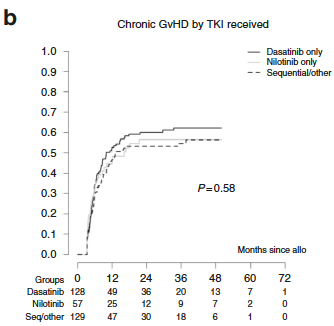 b
Chronic GvHD by TKI received
Dasatinib only
Nilotinib only
Sequential/other
1.0
0.9
0.8
0.7
0.6
0.5
0.4
0.3
0.2
0.1
0.0
P=0.58
Months since allo
Groups 0 12 24 36 48 60 72
Dasatinib 128 49 36 20 13 7 1
Nilotinib 57 25 12 9 7 2 0
Seq/other 129 47 30 18 6 1 0